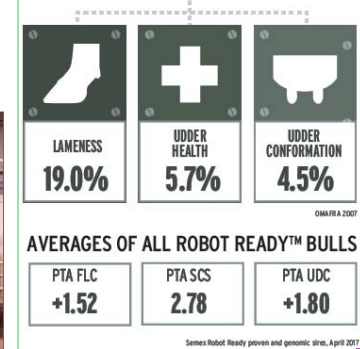 LAMENESS
19.0%
UDDER
HEALTH
5.7%
UDDER
CONFORMATION
4.5%
OMAFRA 2007
AVERAGES OF ALL ROBOT READY™ BULLS
PTA FLC
+1.52
PTA SCS
2.78
PTA UDC
+1.80
Semex Robot Ready proven and genomic sires, April 2017